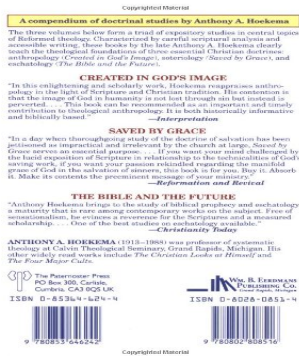 Copyrighted Material
A compendium of doctrinal studies by Anthony A. Hoekema
The three volumes below form a triad of expository studies in central topics
of Reformed theology. Characterized by careful scriptural analysis and
accessible writing, these books by the late Anthony A. Hoekema clearly
teach the theological foundations of three essential Christian doctrines:
anthropology (Created in God's Image), soteriology (Saved by Grace), and
eschatology (The Bible and the Future).
CREATED IN GOD'S IMAGE
"In this enlightening and scholarly work, Hoekema reappraises anthro-
pology in the light of Scripture and Christian tradition. His contention is
that the image of God in humanity is not lost through sin but instead is
perverted. . . . This book can be recommended as an important and timely
contribution to theological anthropology. It is both historically informative
and biblically based."
—Interpretation
SAVED BY GRACE
"In a day when thoroughgoing study of the doctrine of salvation has been
jettisoned as impractical and irrelevant by the church at large, Saved by
Grace serves an essential purpose. . . . If you want your mind challenged by
the lucid exposition of Scripture in relationship to the technicalities of God's
saving work, if you want your passion rekindled regarding the manifold
grace of God in the salvation of sinners, this book is for you. Buy it. Absorb
it. Make its content the preeminent message of your ministry."
—Reformation and Revival
THE BIBLE AND THE FUTURE
"Anthony Hoekema brings to the study of biblical prophecy and eschatology
a maturity that is rare among contemporary works on the subject. Free of
sensationalism, he evinces a reverence for the Scriptures and a measured
scholarship. . . . One of the best studies on eschatology available."
—Christianity Today
ANTHONY A. HOEKEMA (1913–1988) was professor of systematic
theology at Calvin Theological Seminary, Grand Rapids, Michigan. His
other widely read works include The Christian Looks at Himself and
The Four Major Cults.
The Paternoster Press
PO Box 300, Carlisle,
Cumbria, CA3 0QS UK
ISBN 0-85364-624-4
9 780853 646242
WM. B. EERDMANS
PUBLISHING CO.
Grand Rapids, Michigan
ISBN 0-8028-0851-4
9 780802 808516
Copyrighted Material